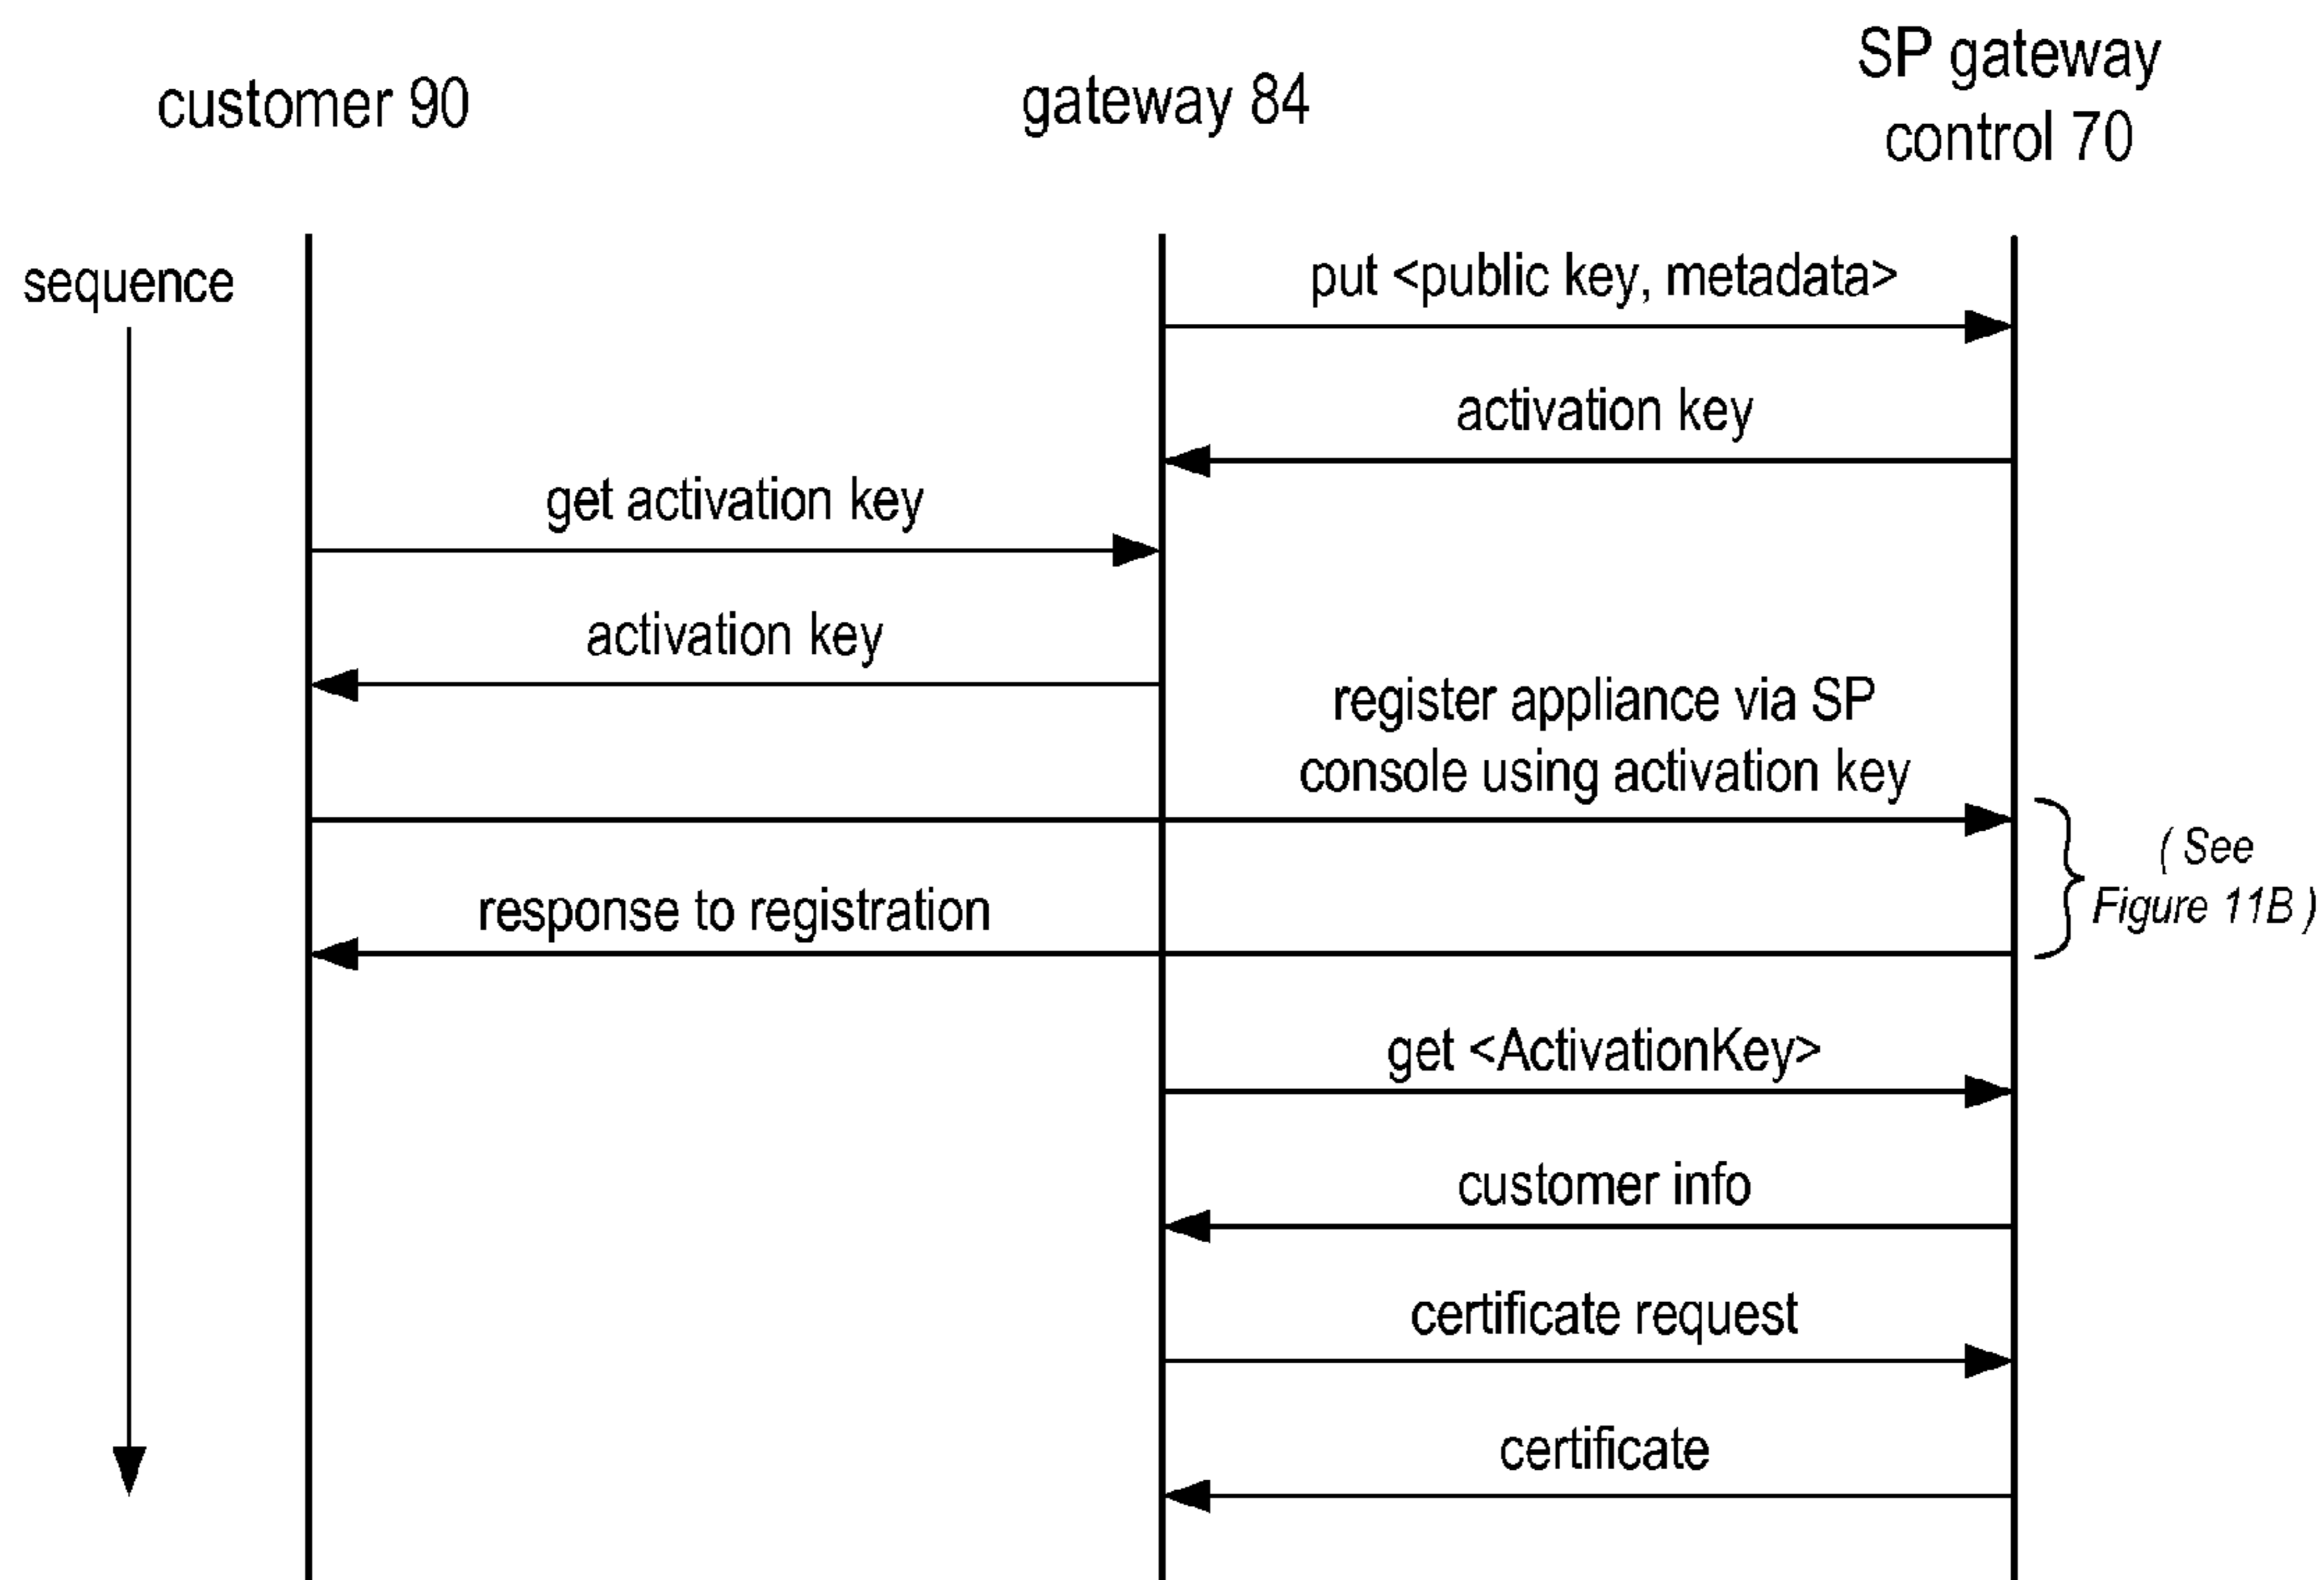 SP gateway
control 70
customer 90
gateway 84
sequence
put <public key, metadata>
activation key
get activation key
activation key
register appliance via SP
console using activation key
( See
Figure 11B )
response to registration
get <ActivationKey>
customer info
certificate request
certificate